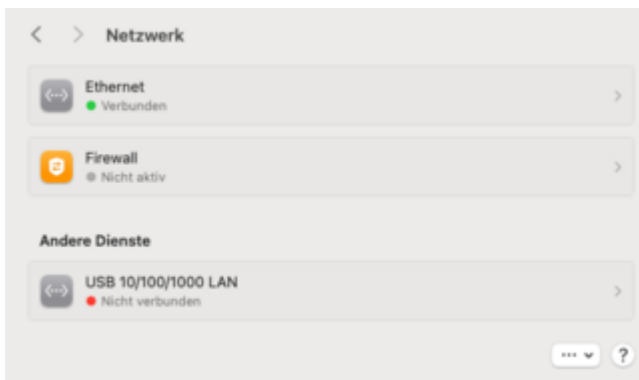 Netzwerk
Ethernet
Verbunden
Firewall
Nicht aktiv
Andere Dienste
USB 10/100/1000 LAN
Nicht verbunden
... ?